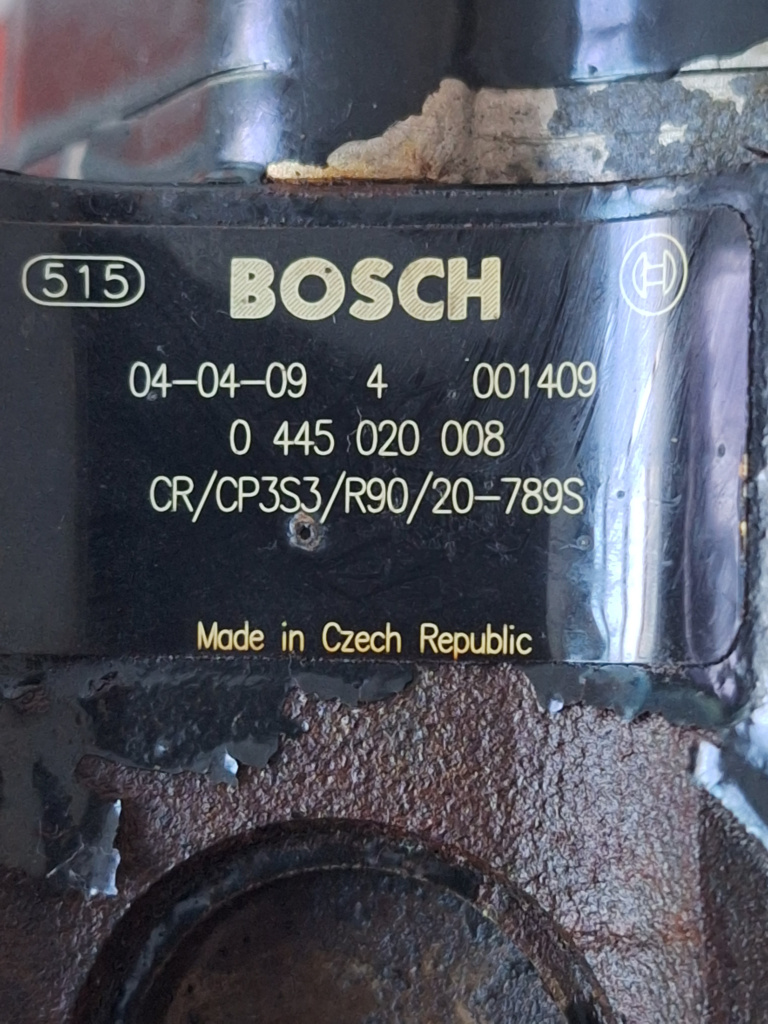 515 BOSCH
04-04-09 4 001409
0 445 020 008
CR/CP3S3/R90/20-789S
Made in Czech Republic